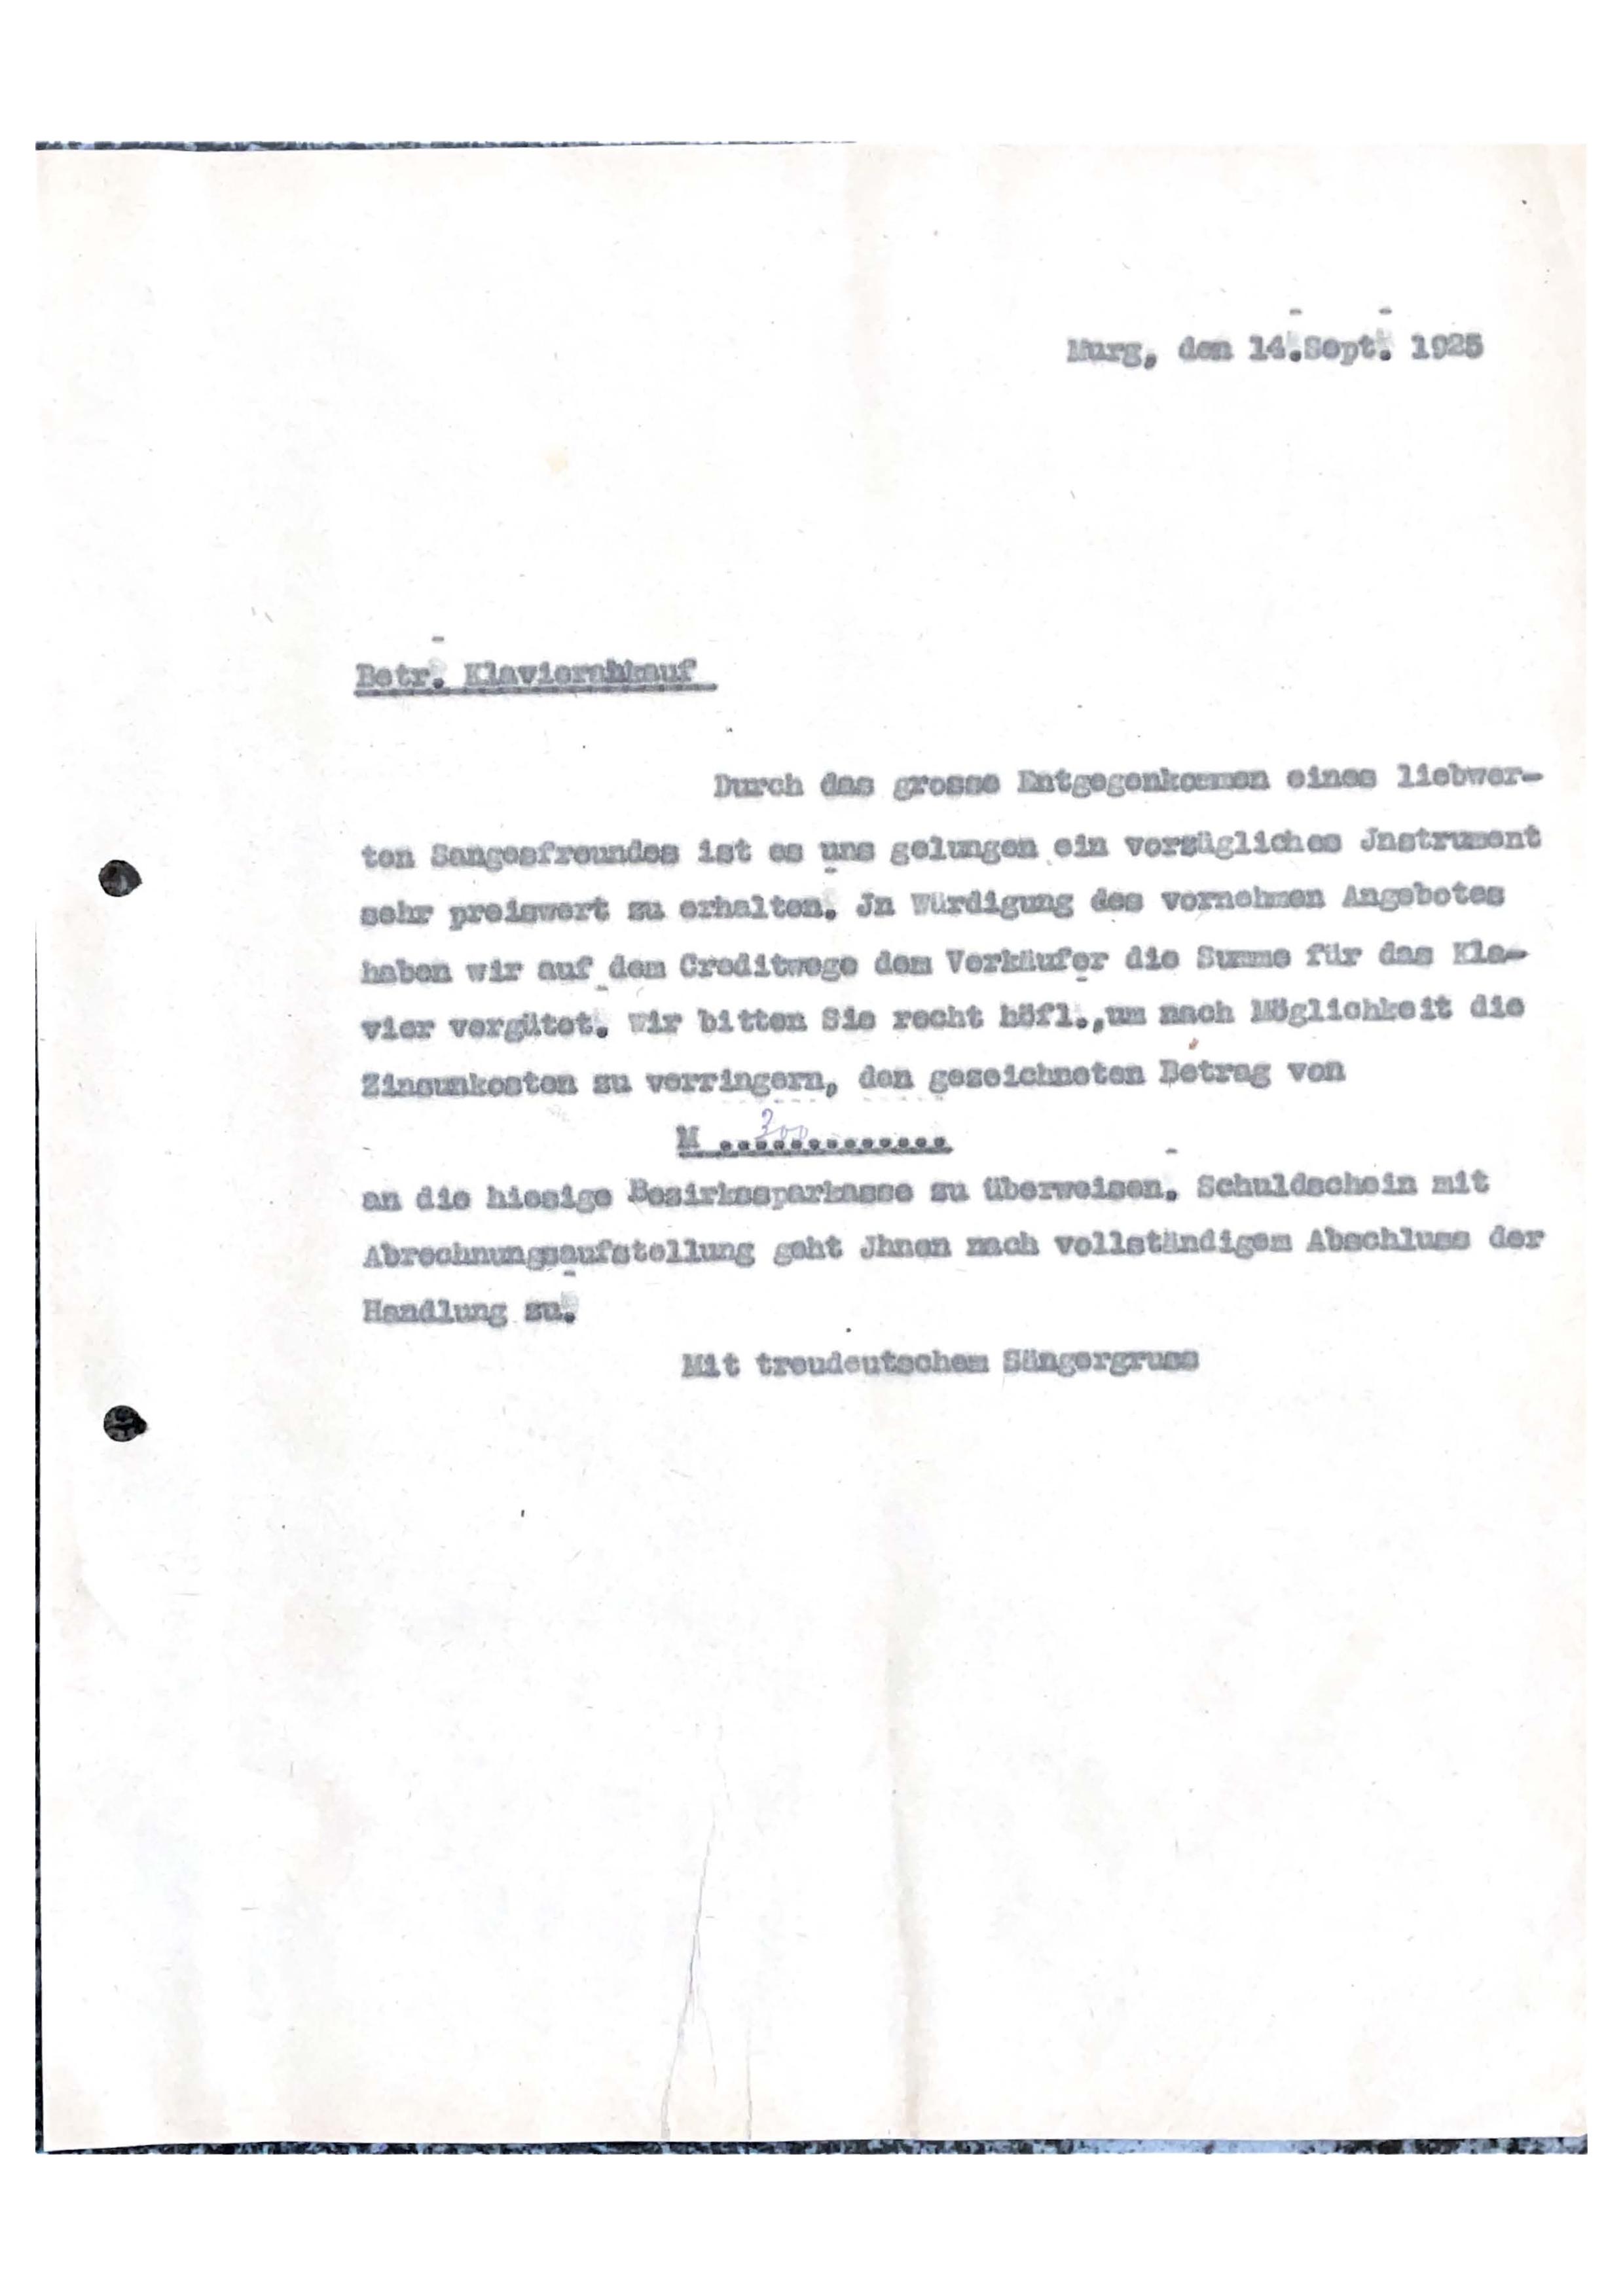 Murg, den 14.Sept. 1925
Betr. Klavierankauf
Durch das grosse Entgegenkommen eines liebwer-
ten Sangesfreundes ist es uns gelungen ein vorzügliches Jnstrument
sehr preiswert zu erhalten. Jn Würdigung des vornehmen Angebotes
haben wir auf dem Creditwege dem Verkäufer die Summe für das Kla-
vier vergütet. Wir bitten Sie recht höfl.,um nach Möglichkeit die
Zinsunkosten zu verringern, den gezeichneten Betrag von
M ..300..........
an die hiesige Bezirkssparkasse zu überweisen. Schuldschein mit
Abrechnungsaufstellung geht Jhnen nach vollständigem Abschluss der
Handlung zu.
Mit treudeutschem Sängergruss